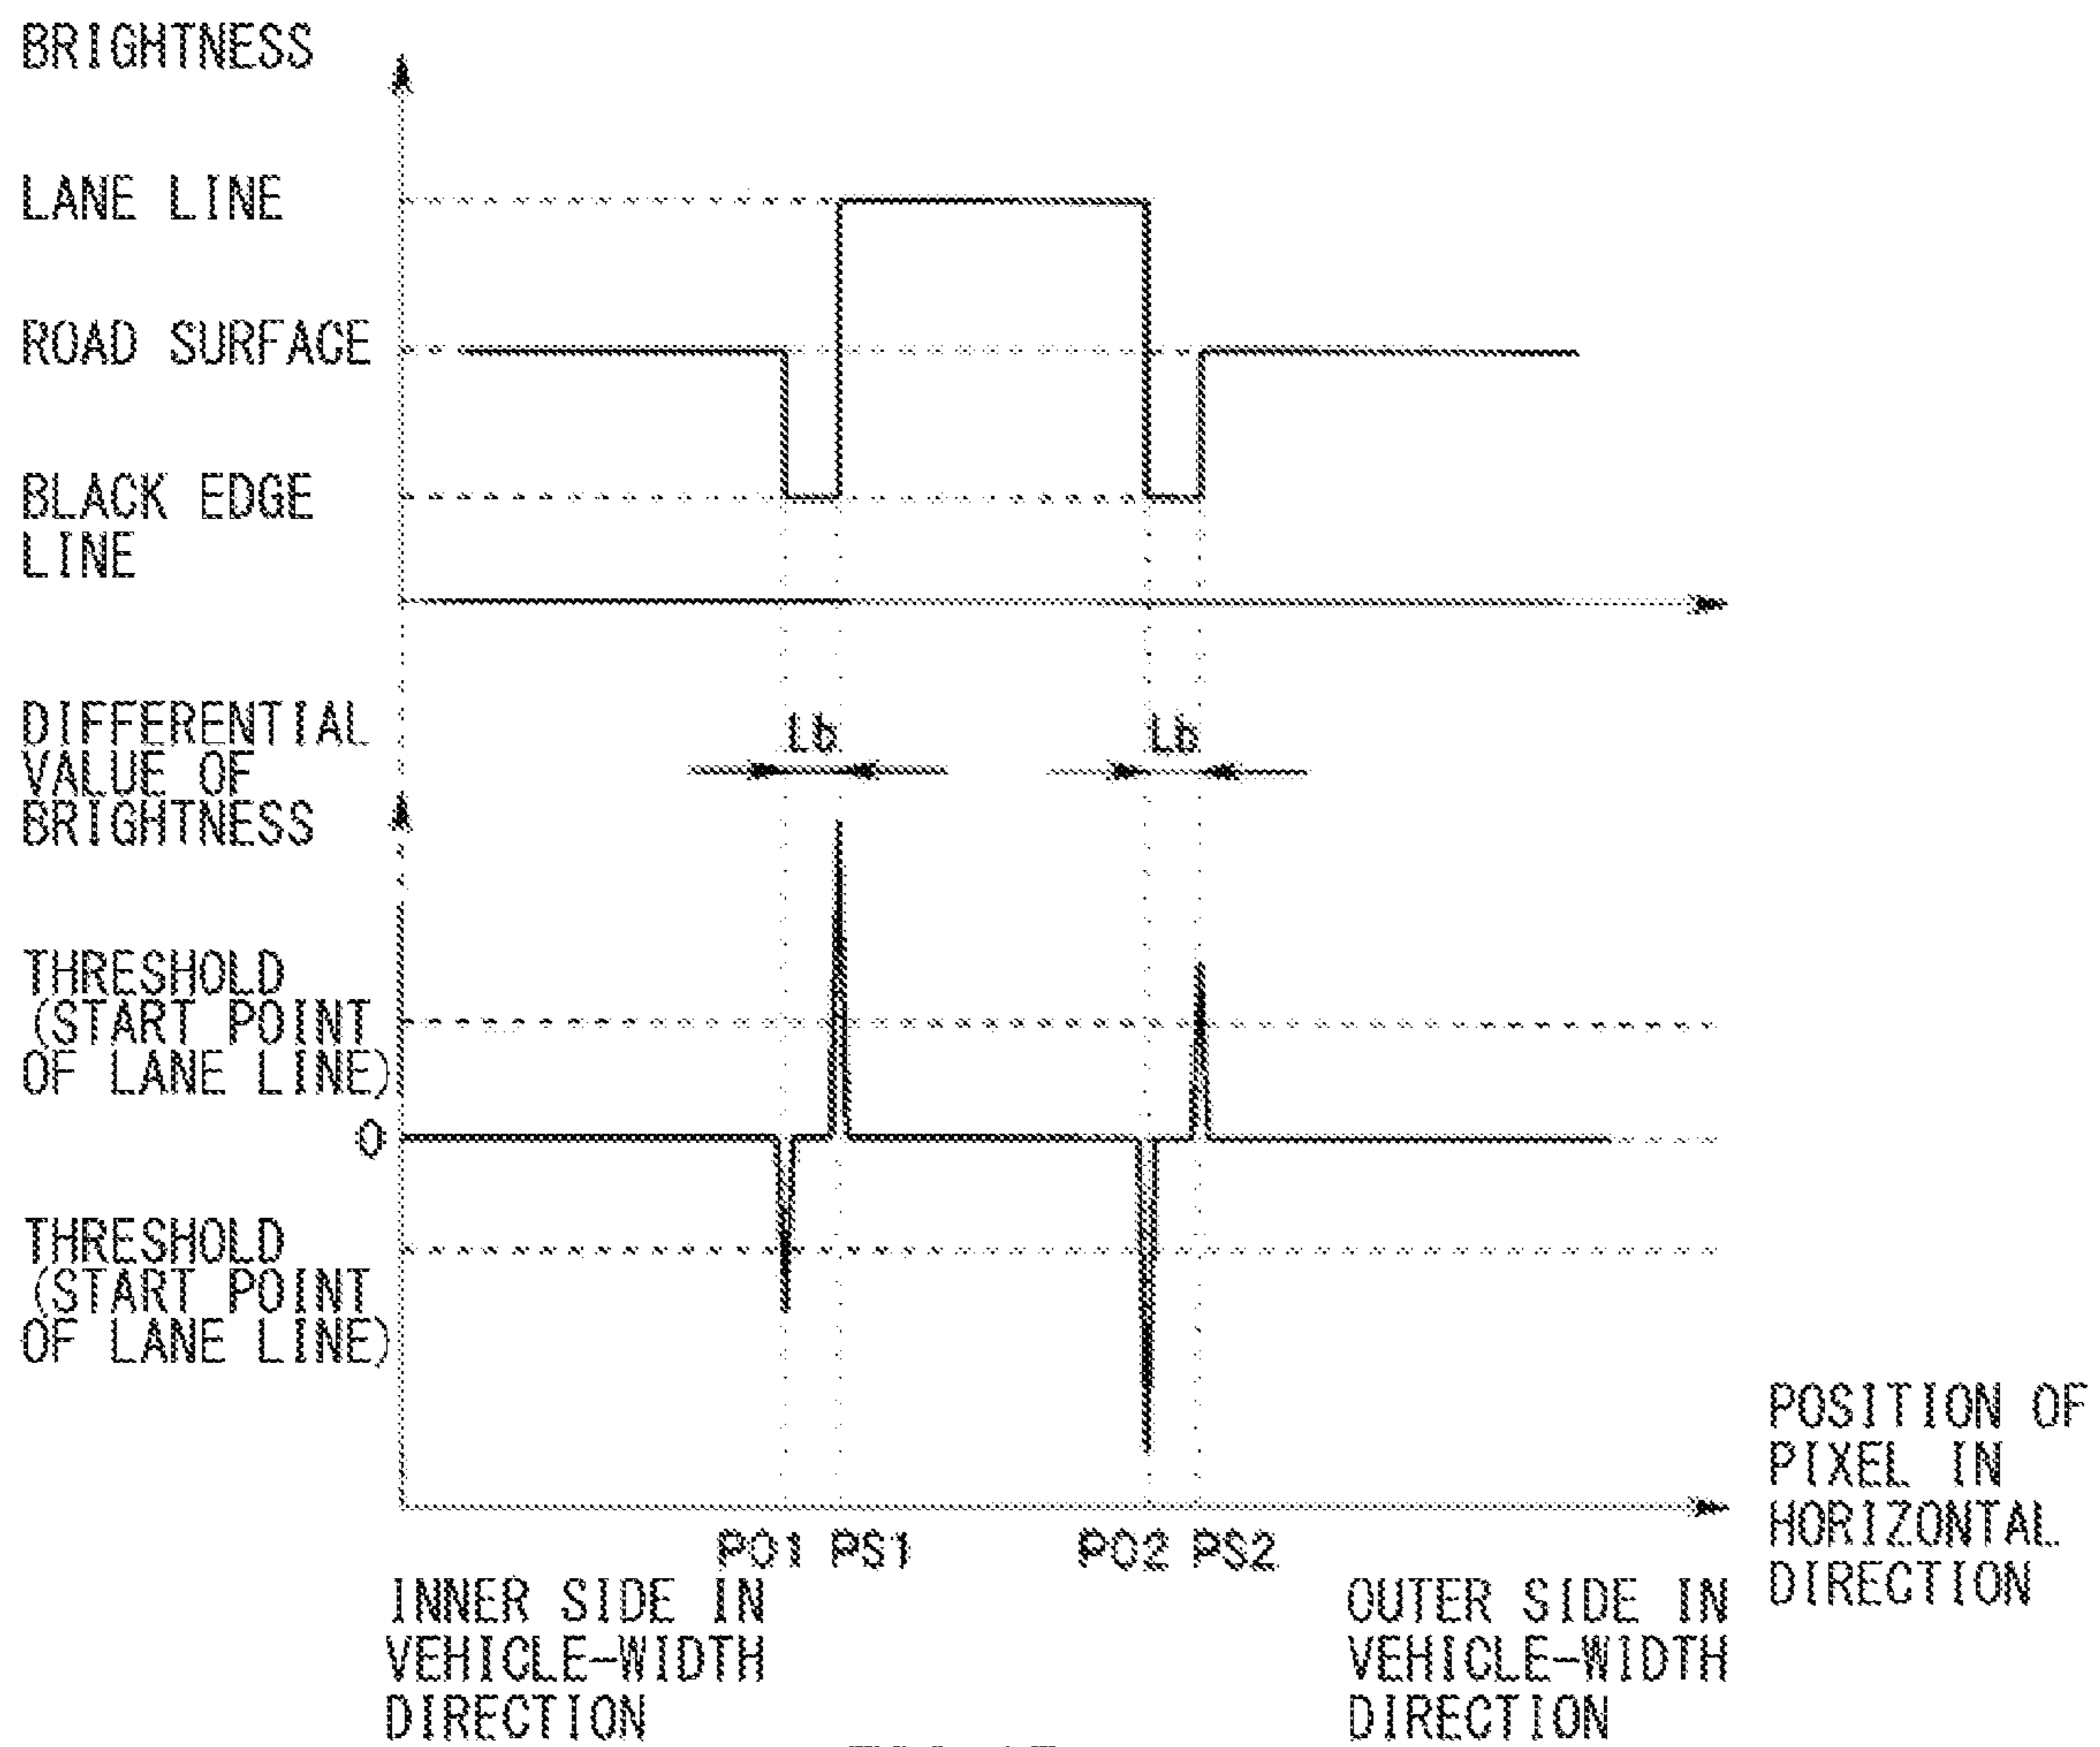 BRIGHTNESS
LANE LINE
ROAD SURFACE
BLACK EDGE
LINE
DIFFERENTIAL
VALUE OF
BRIGHTNESS
Lb
Lb
THRESHOLD
(START POINT
OF LANE LINE)
0
THRESHOLD
(START POINT
OF LANE LINE)
PO1 PS1
PO2 PS2
POSITION OF
PIXEL IN
HORIZONTAL
DIRECTION
INNER SIDE IN
VEHICLE-WIDTH
DIRECTION
OUTER SIDE IN
VEHICLE-WIDTH
DIRECTION